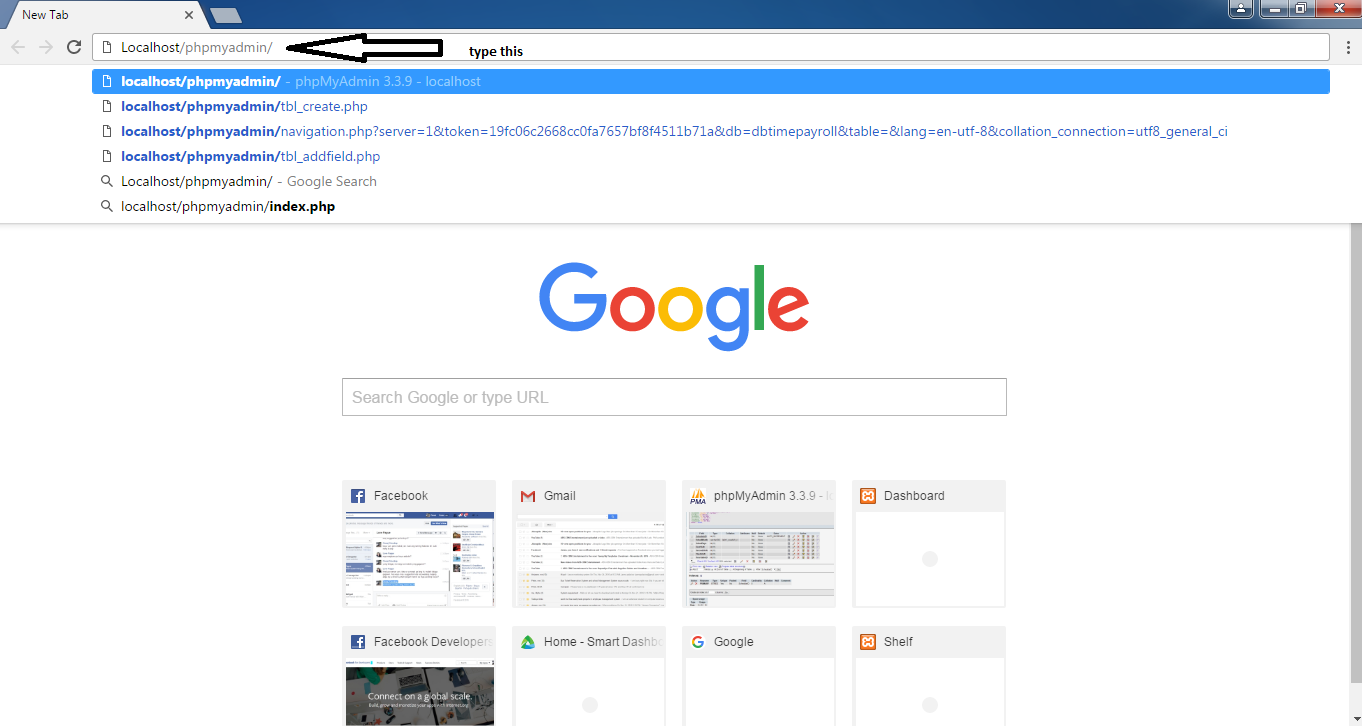 New Tab
Localhost/phpmyadmin/
type this
localhost/phpmyadmin/ - phpMyAdmin 3.3.9 - localhost
localhost/phpmyadmin/tbl_create.php
localhost/phpmyadmin/navigation.php?server=1&token=19fc06c2668cc0fa7657bf8f4511b71a&db=dbtimepayroll&table=&lang=en-utf-8&collation_connection=utf8_general_ci
localhost/phpmyadmin/tbl_addfield.php
Localhost/phpmyadmin/ - Google Search
localhost/phpmyadmin/index.php
Google
Search Google or type URL
Facebook
Gmail
PMA
phpMyAdmin 3.3.9 - l
Dashboard
Facebook Developers
Home - Smart Dashbo
Google
Shelf
Connect on a global scale.